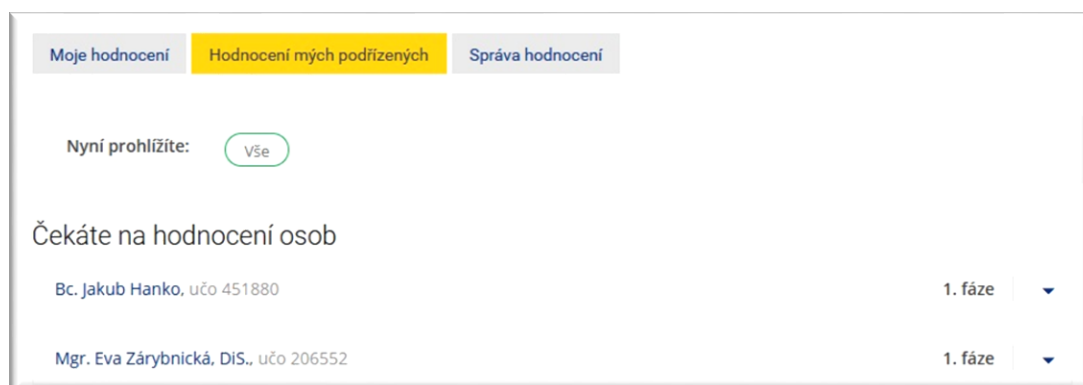 Moje hodnocení Hodnocení mých podřízených Správa hodnocení
Nyní prohlížíte: Vše
Čekáte na hodnocení osob
Bc. Jakub Hanko, učo 451880 1. fáze
Mgr. Eva Zárybnická, DiS., učo 206552 1. fáze